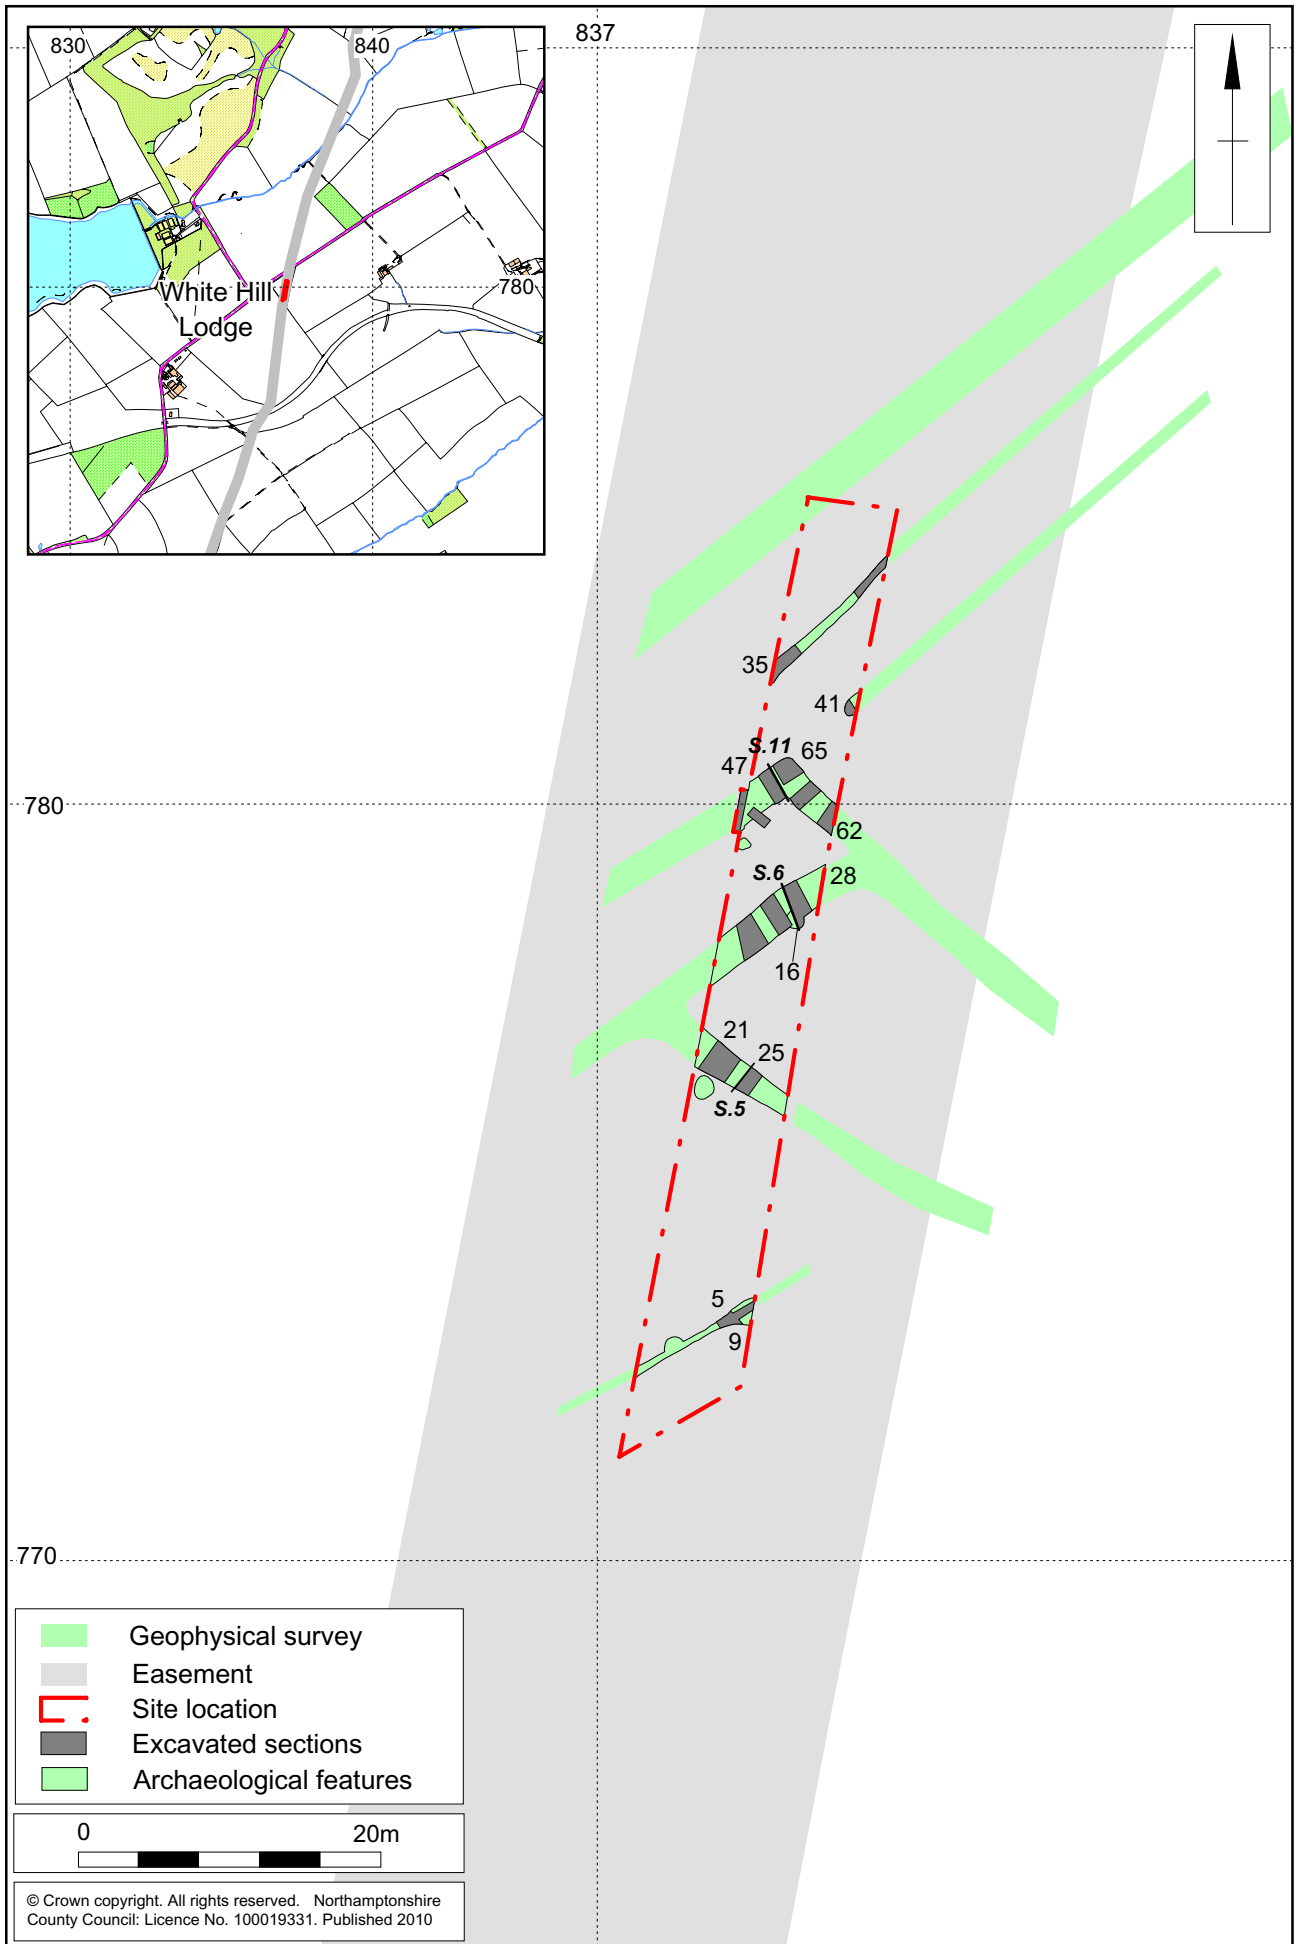 830
840
780
White Hill
Lodge
837
35
41
S.11
65
47
780
62
S.6
28
16
21
25
S.5
5
9
770
Geophysical survey
Easement
Site location
Excavated sections
Archaeological features
0 20m
© Crown copyright. All rights reserved. Northamptonshire
County Council: Licence No. 100019331. Published 2010